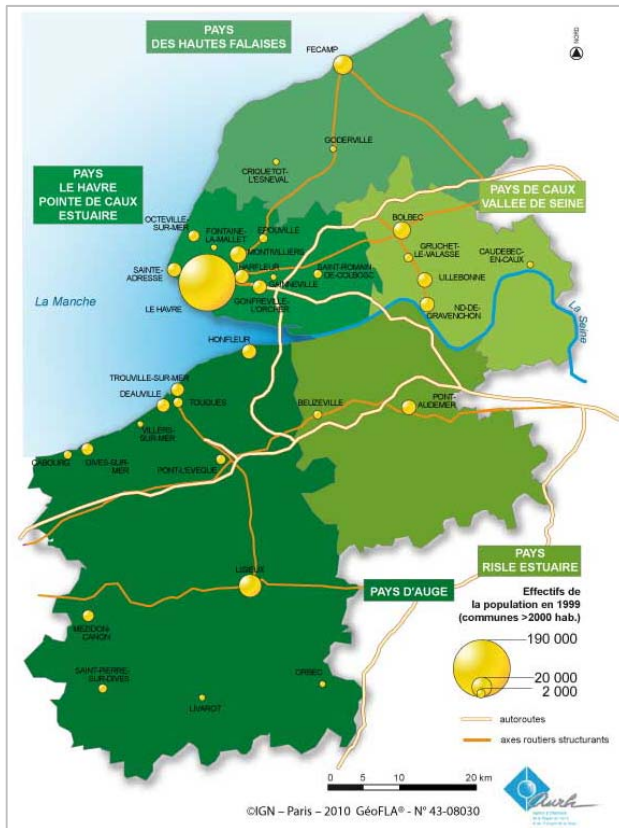 PAYS
DES HAUTES FALAISES
NORD
FECAMP
GODERVILLE
CRIQUETOT-
L'ESNEVAL
PAYS
LE HAVRE
POINTE DE CAUX
ESTUAIRE
PAYS DE CAUX
VALLEE DE SEINE
OCTEVILLE-
SUR-MER
FONTAINE-
LA-MALLET
EPOUVILLE
MONTIVILLIERS
BOLBEC
GRUCHET-
LE-VALASSE
CAUDEBEC-
EN-CAUX
SAINTE-
ADRESSE
HARFLEUR
GAINNEVILLE
SAINT-ROMAIN
-DE-COLBOSC
LILLEBONNE
La Manche
LE HAVRE
GONFREVILLE-
L'ORCHER
ND-DE-
GRAVENCHON
La Seine
HONFLEUR
TROUVILLE-SUR-MER
DEAUVILLE
TOUQUES
BEUZEVILLE
PONT-
AUDEMER
VILLERS-
SUR-MER
CABOURG
DIVES-SUR-
MER
PONT-L'EVEQUE
PAYS
RISLE ESTUAIRE
LISIEUX
PAYS D'AUGE
Effectifs de
la population en 1999
(communes >2000 hab.)
MEZIDON-
CANON
190 000
SAINT-PIERRE-
SUR-DIVES
ORBEC
20 000
2 000
LIVAROT
autoroutes
axes routiers structurants
0 5 10 20 km
©IGN – Paris – 2010 GéoFLA® - N° 43-08030
aurh